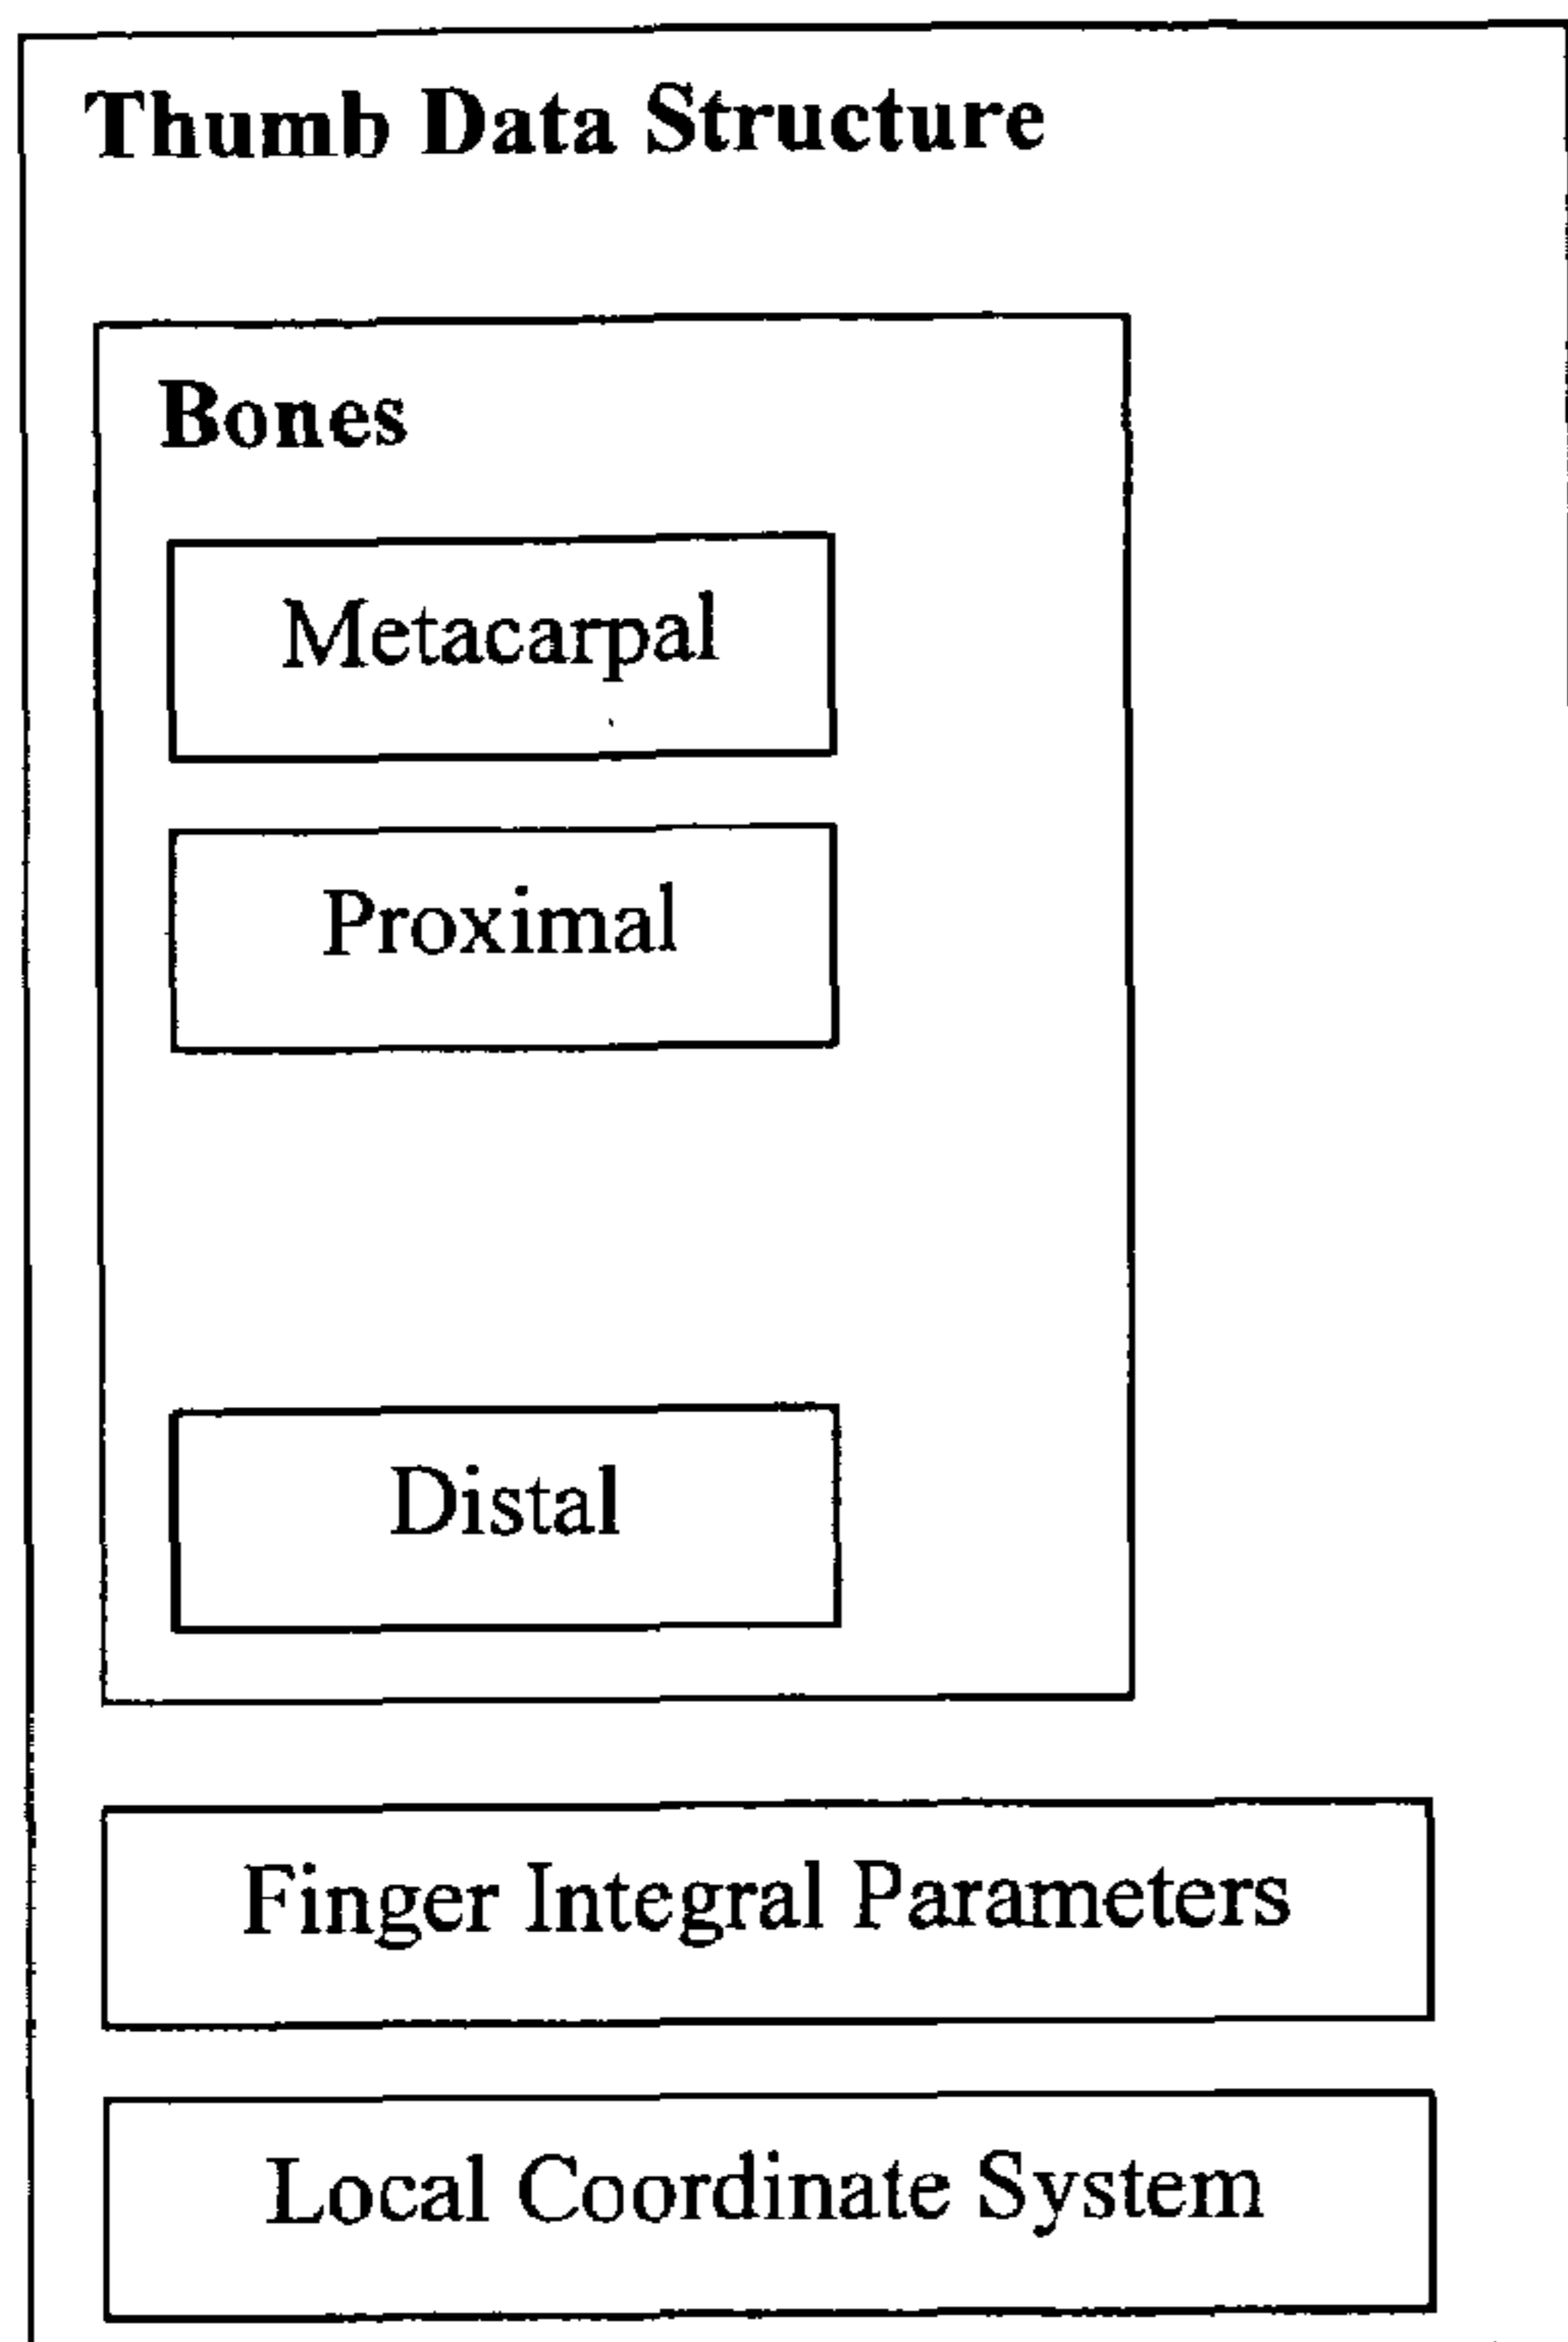 Thumb Data Structure
Bones
Metacarpal
Proximal
Distal
Finger Integral Parameters
Local Coordinate System